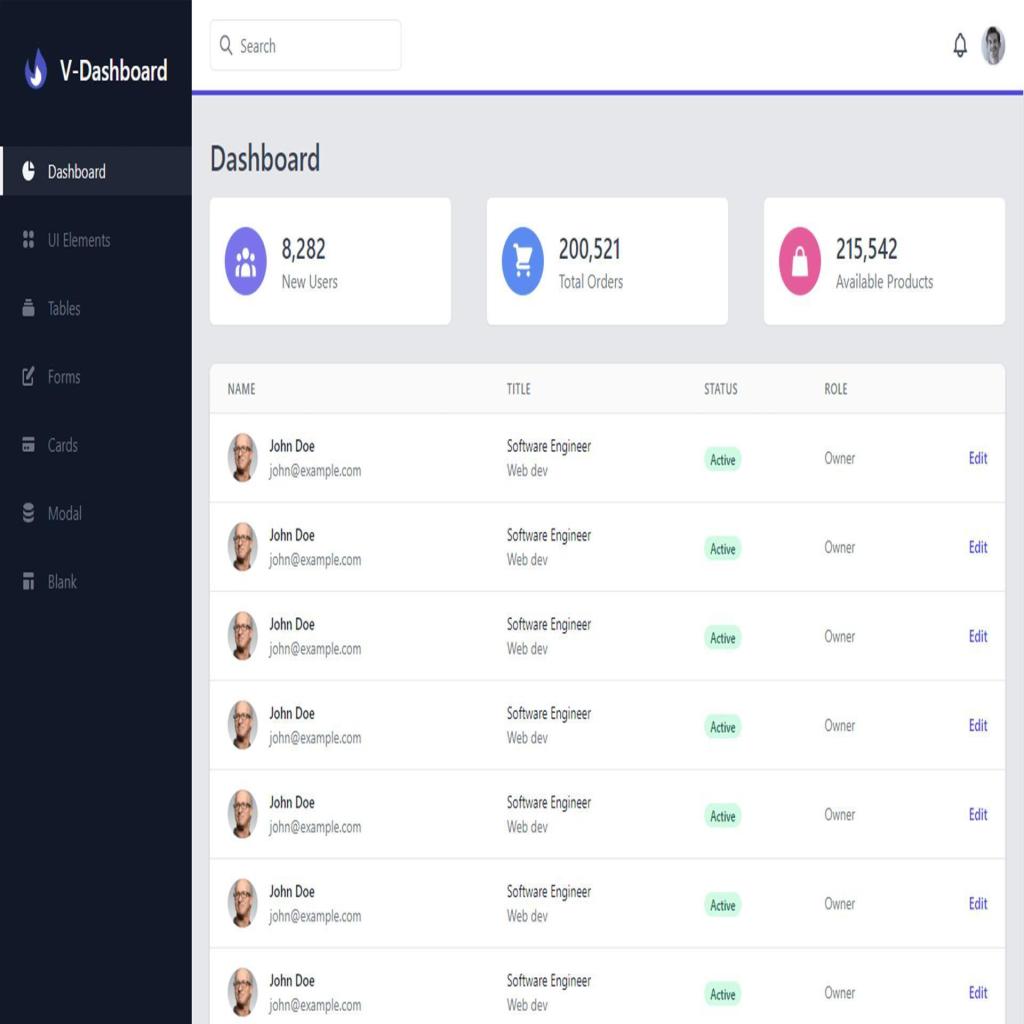 V-Dashboard
Search
Dashboard
UI Elements
Tables
Forms
Cards
Modal
Blank
Dashboard
8,282
New Users
200,521
Total Orders
215,542
Available Products
NAME TITLE STATUS ROLE
John Doe Software Engineer
john@example.com Web dev Active Owner Edit
John Doe Software Engineer
john@example.com Web dev Active Owner Edit
John Doe Software Engineer
john@example.com Web dev Active Owner Edit
John Doe Software Engineer
john@example.com Web dev Active Owner Edit
John Doe Software Engineer
john@example.com Web dev Active Owner Edit
John Doe Software Engineer
john@example.com Web dev Active Owner Edit
John Doe Software Engineer
john@example.com Web dev Active Owner Edit